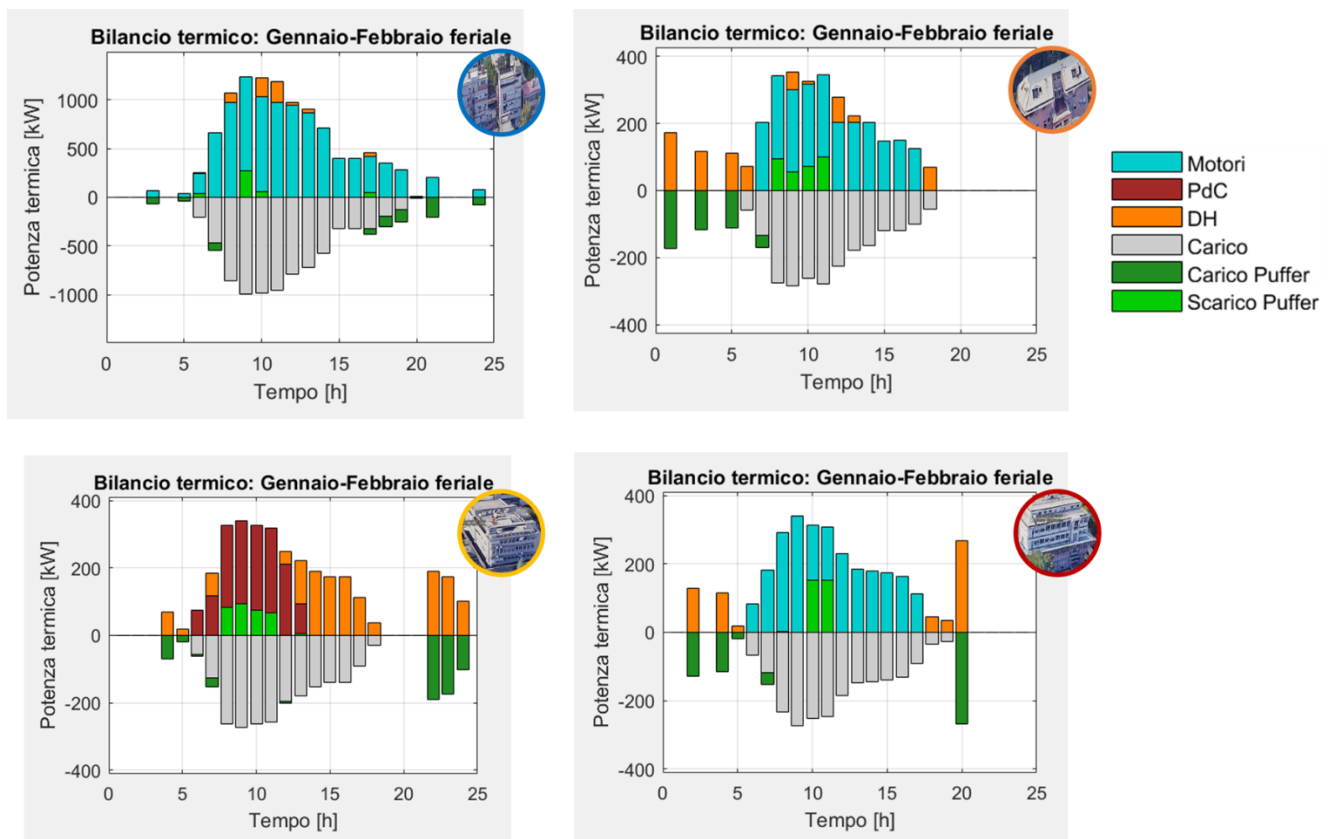 Bilancio termico: Gennaio-Febbraio feriale
Potenza termica [kW]
1000
500
0
-500
-1000
0
5
10
15
20
25
Tempo [h]
Bilancio termico: Gennaio-Febbraio feriale
Potenza termica [kW]
400
200
0
-200
-400
0
5
10
15
20
25
Tempo [h]
Motori
PdC
DH
Carico
Carico Puffer
Scarico Puffer
Bilancio termico: Gennaio-Febbraio feriale
Potenza termica [kW]
400
200
0
-200
-400
0
5
10
15
20
25
Tempo [h]
Bilancio termico: Gennaio-Febbraio feriale
Potenza termica [kW]
400
200
0
-200
-400
0
5
10
15
20
25
Tempo [h]